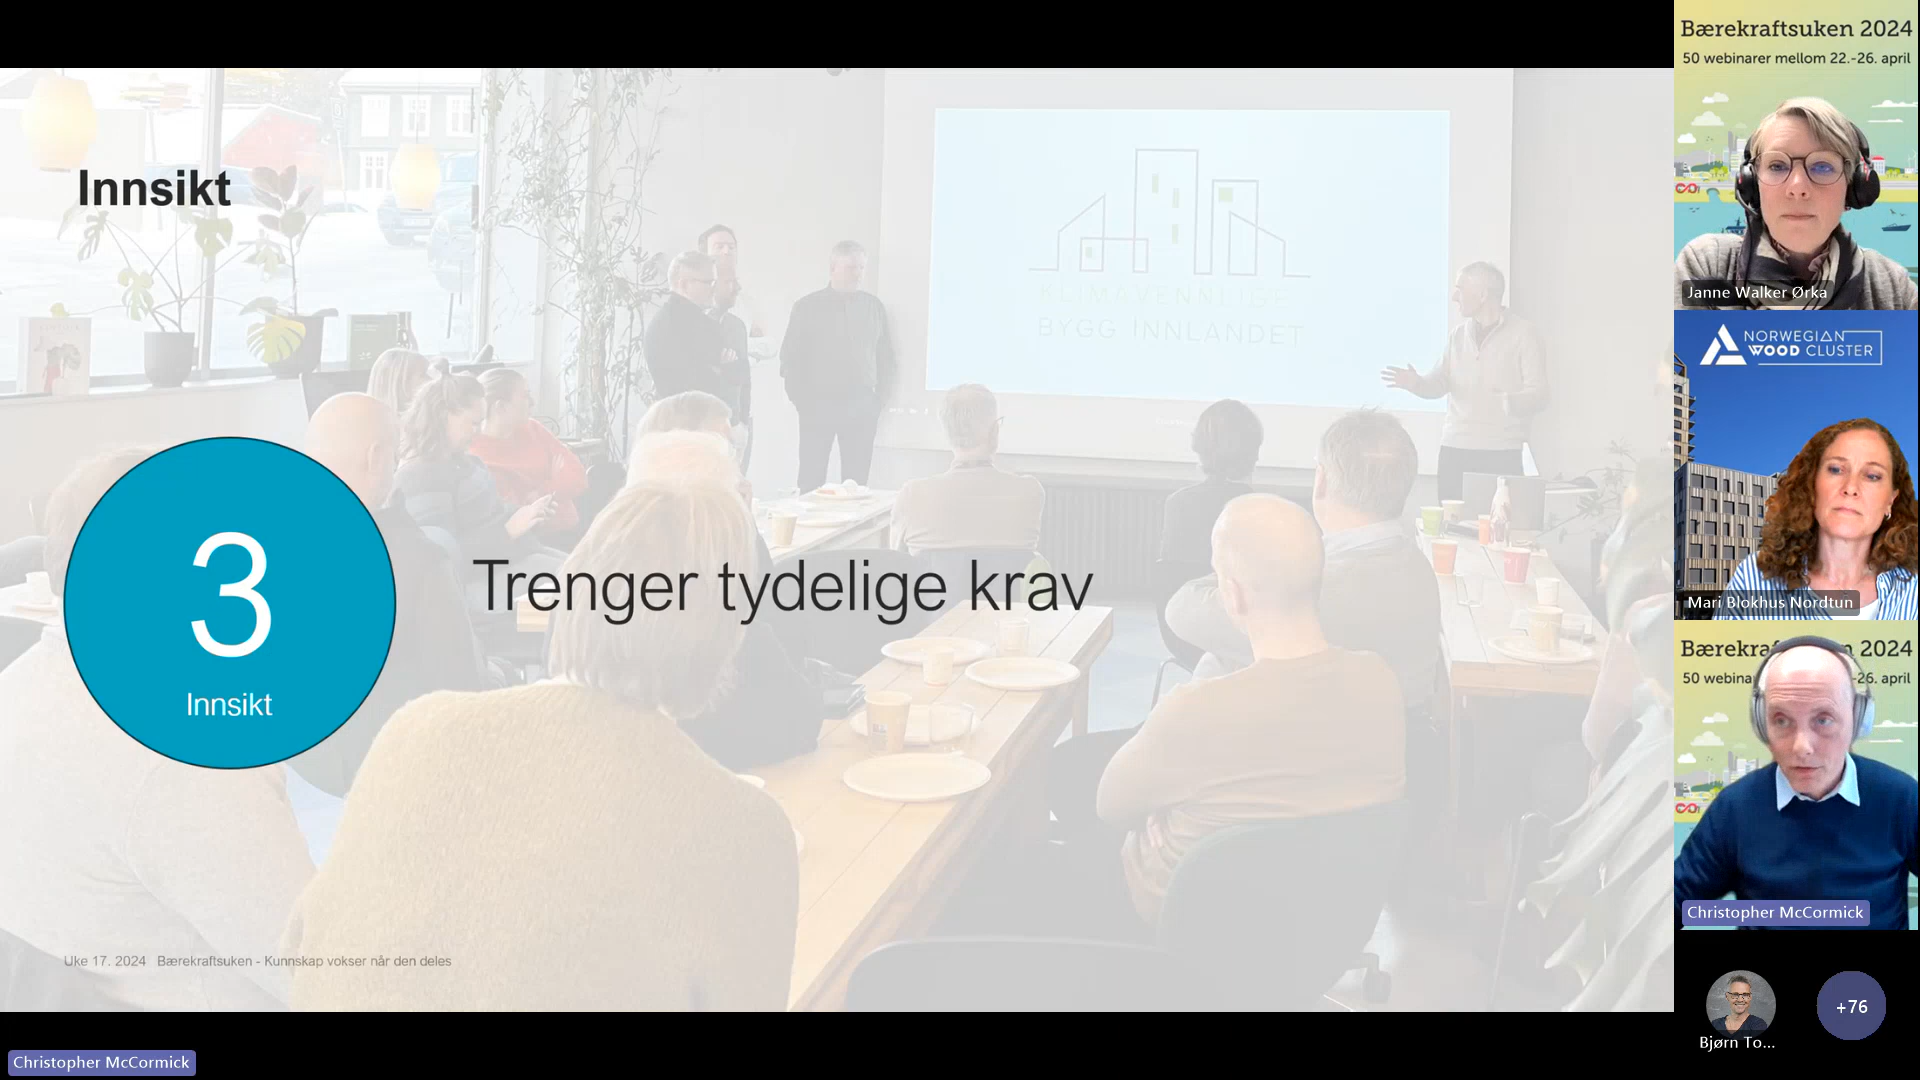 Innsikt
KLIMAVENNLIGE
BYGG INNLANDET
3
Innsikt
Trenger tydelige krav
Uke 17. 2024 Bærekraftsuken - Kunnskap vokser når den deles
Christopher McCormick
Bærekraftsuken 2024
50 webinarer mellom 22.-26. april
Janne Walker Ørka
NORWEGIAN
WOOD CLUSTER
Mari Blokhus Nordtun
2024
-26. april
Christopher McCormick
Bjørn To...
+76